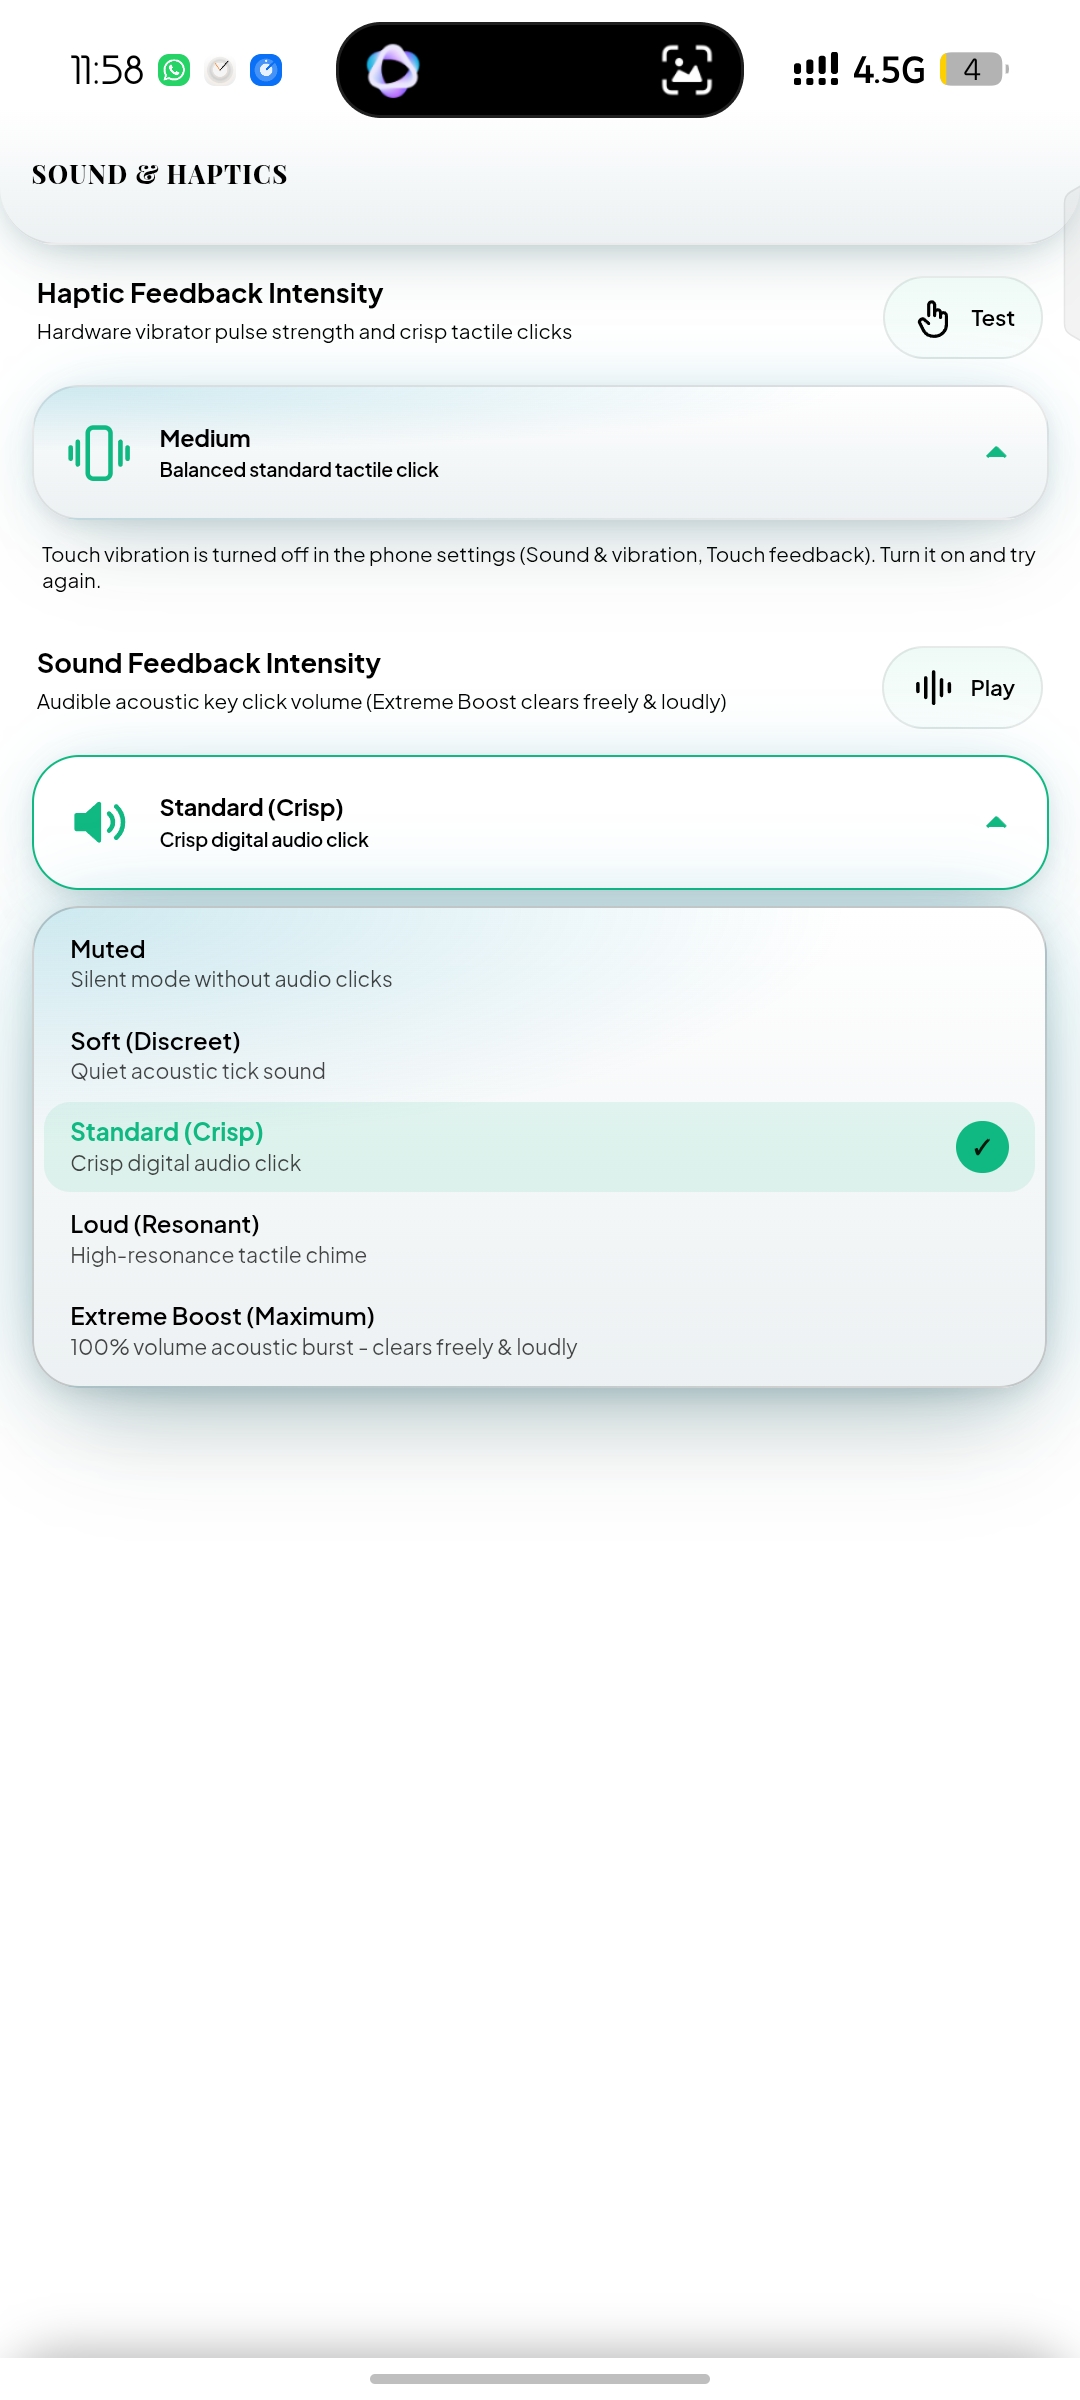 11:58
4.5G
4
SOUND & HAPTICS
Haptic Feedback Intensity
Hardware vibrator pulse strength and crisp tactile clicks
Test
Medium
Balanced standard tactile click
Touch vibration is turned off in the phone settings (Sound & vibration, Touch feedback). Turn it on and try
again.
Sound Feedback Intensity
Audible acoustic key click volume (Extreme Boost clears freely & loudly)
Play
Standard (Crisp)
Crisp digital audio click
Muted
Silent mode without audio clicks
Soft (Discreet)
Quiet acoustic tick sound
Standard (Crisp)
Crisp digital audio click
Loud (Resonant)
High-resonance tactile chime
Extreme Boost (Maximum)
100% volume acoustic burst - clears freely & loudly